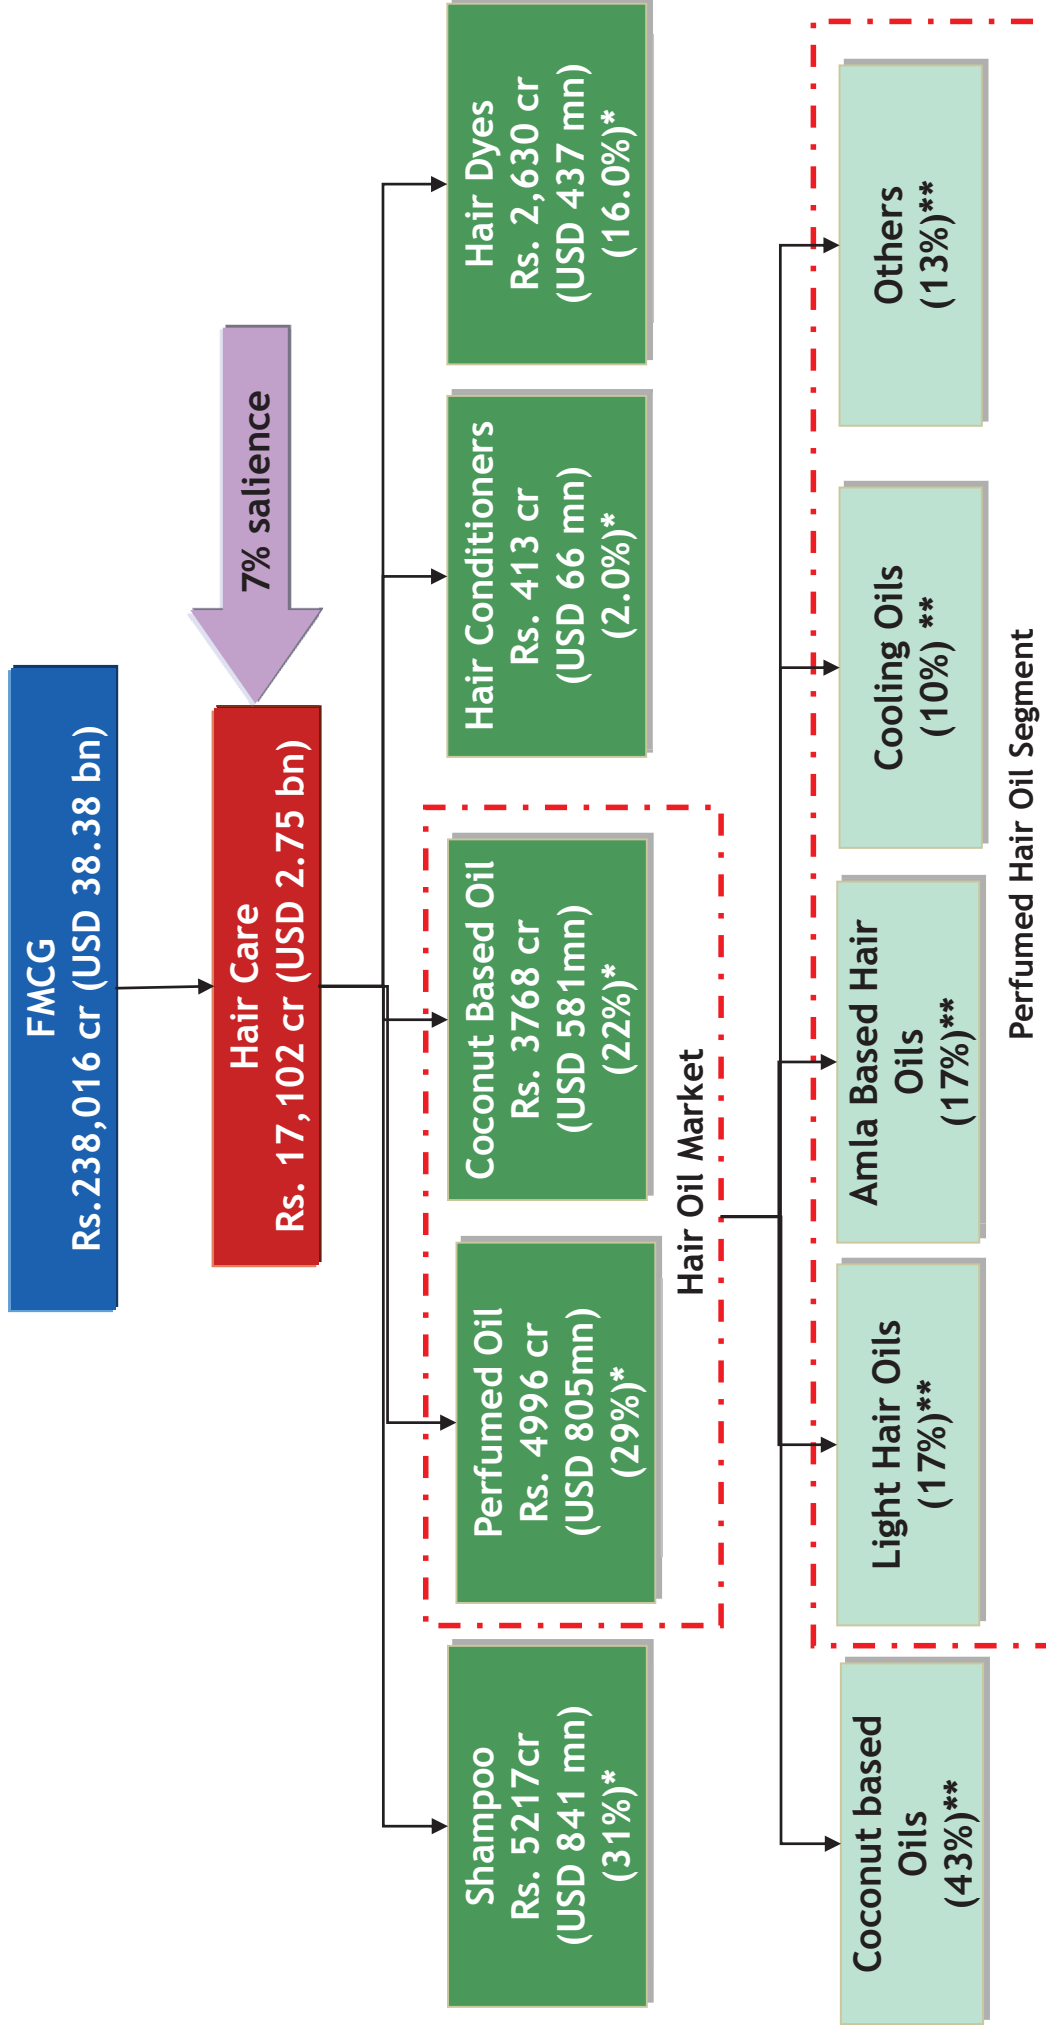 FMCG
Rs.238,016 cr (USD 38.38 bn)
Hair Care
Rs. 17,102 cr (USD 2.75 bn)
7% salience
Shampoo
Rs. 5217cr
(USD 841 mn)
(31%)*
Perfumed Oil
Rs. 4996 cr
(USD 805mn)
(29%)*
Coconut Based Oil
Rs. 3768 cr
(USD 581mn)
(22%)*
Hair Conditioners
Rs. 413 cr
(USD 66 mn)
(2.0%)*
Hair Dyes
Rs. 2,630 cr
(USD 437 mn)
(16.0%)*
Hair Oil Market
Coconut based
Oils
(43%)**
Light Hair Oils
(17%)**
Amla Based Hair
Oils
(17%)**
Cooling Oils
(10%) **
Others
(13%)**
Perfumed Hair Oil Segment